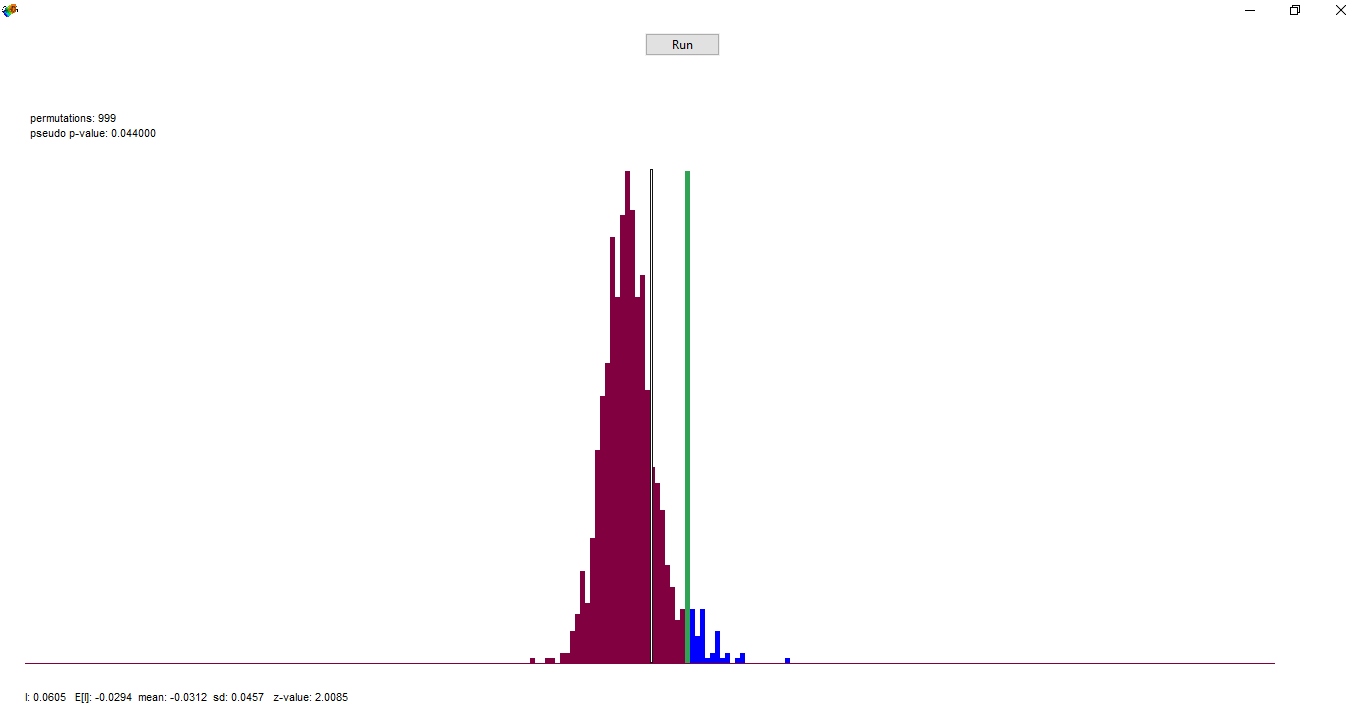 Run
permutations: 999
pseudo p-value: 0.044000
I: 0.0605 E[I]: -0.0294 mean: -0.0312 sd: 0.0457 z-value: 2.0085